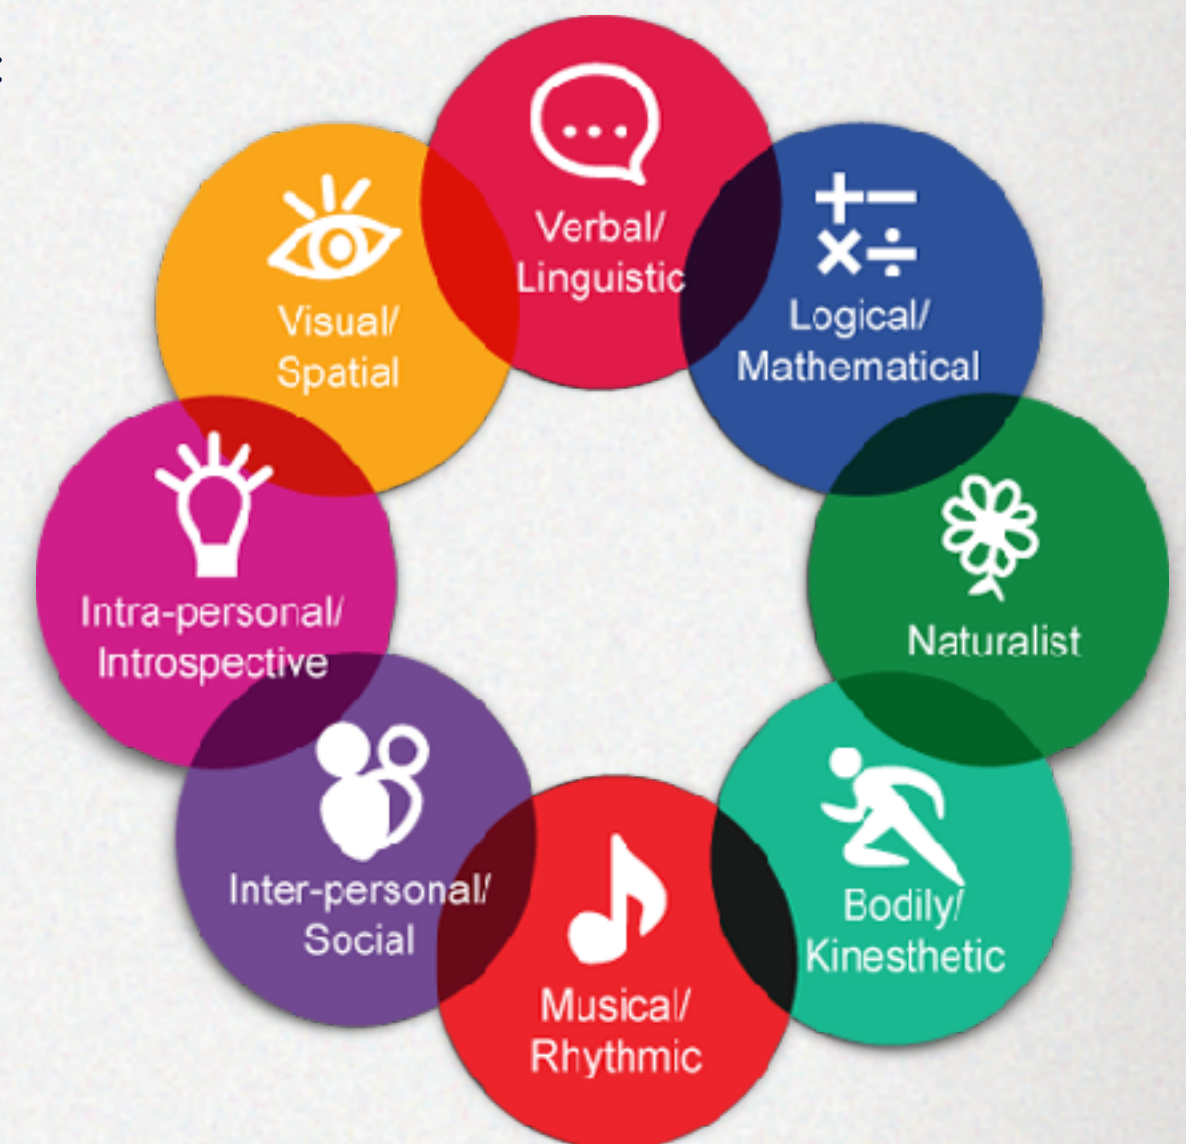 :
Verbal/
Linguistic
Logical/
Mathematical
Naturalist
Bodily/
Kinesthetic
Musical/
Rhythmic
Inter-personal/
Social
Intra-personal/
Introspective
Visual/
Spatial